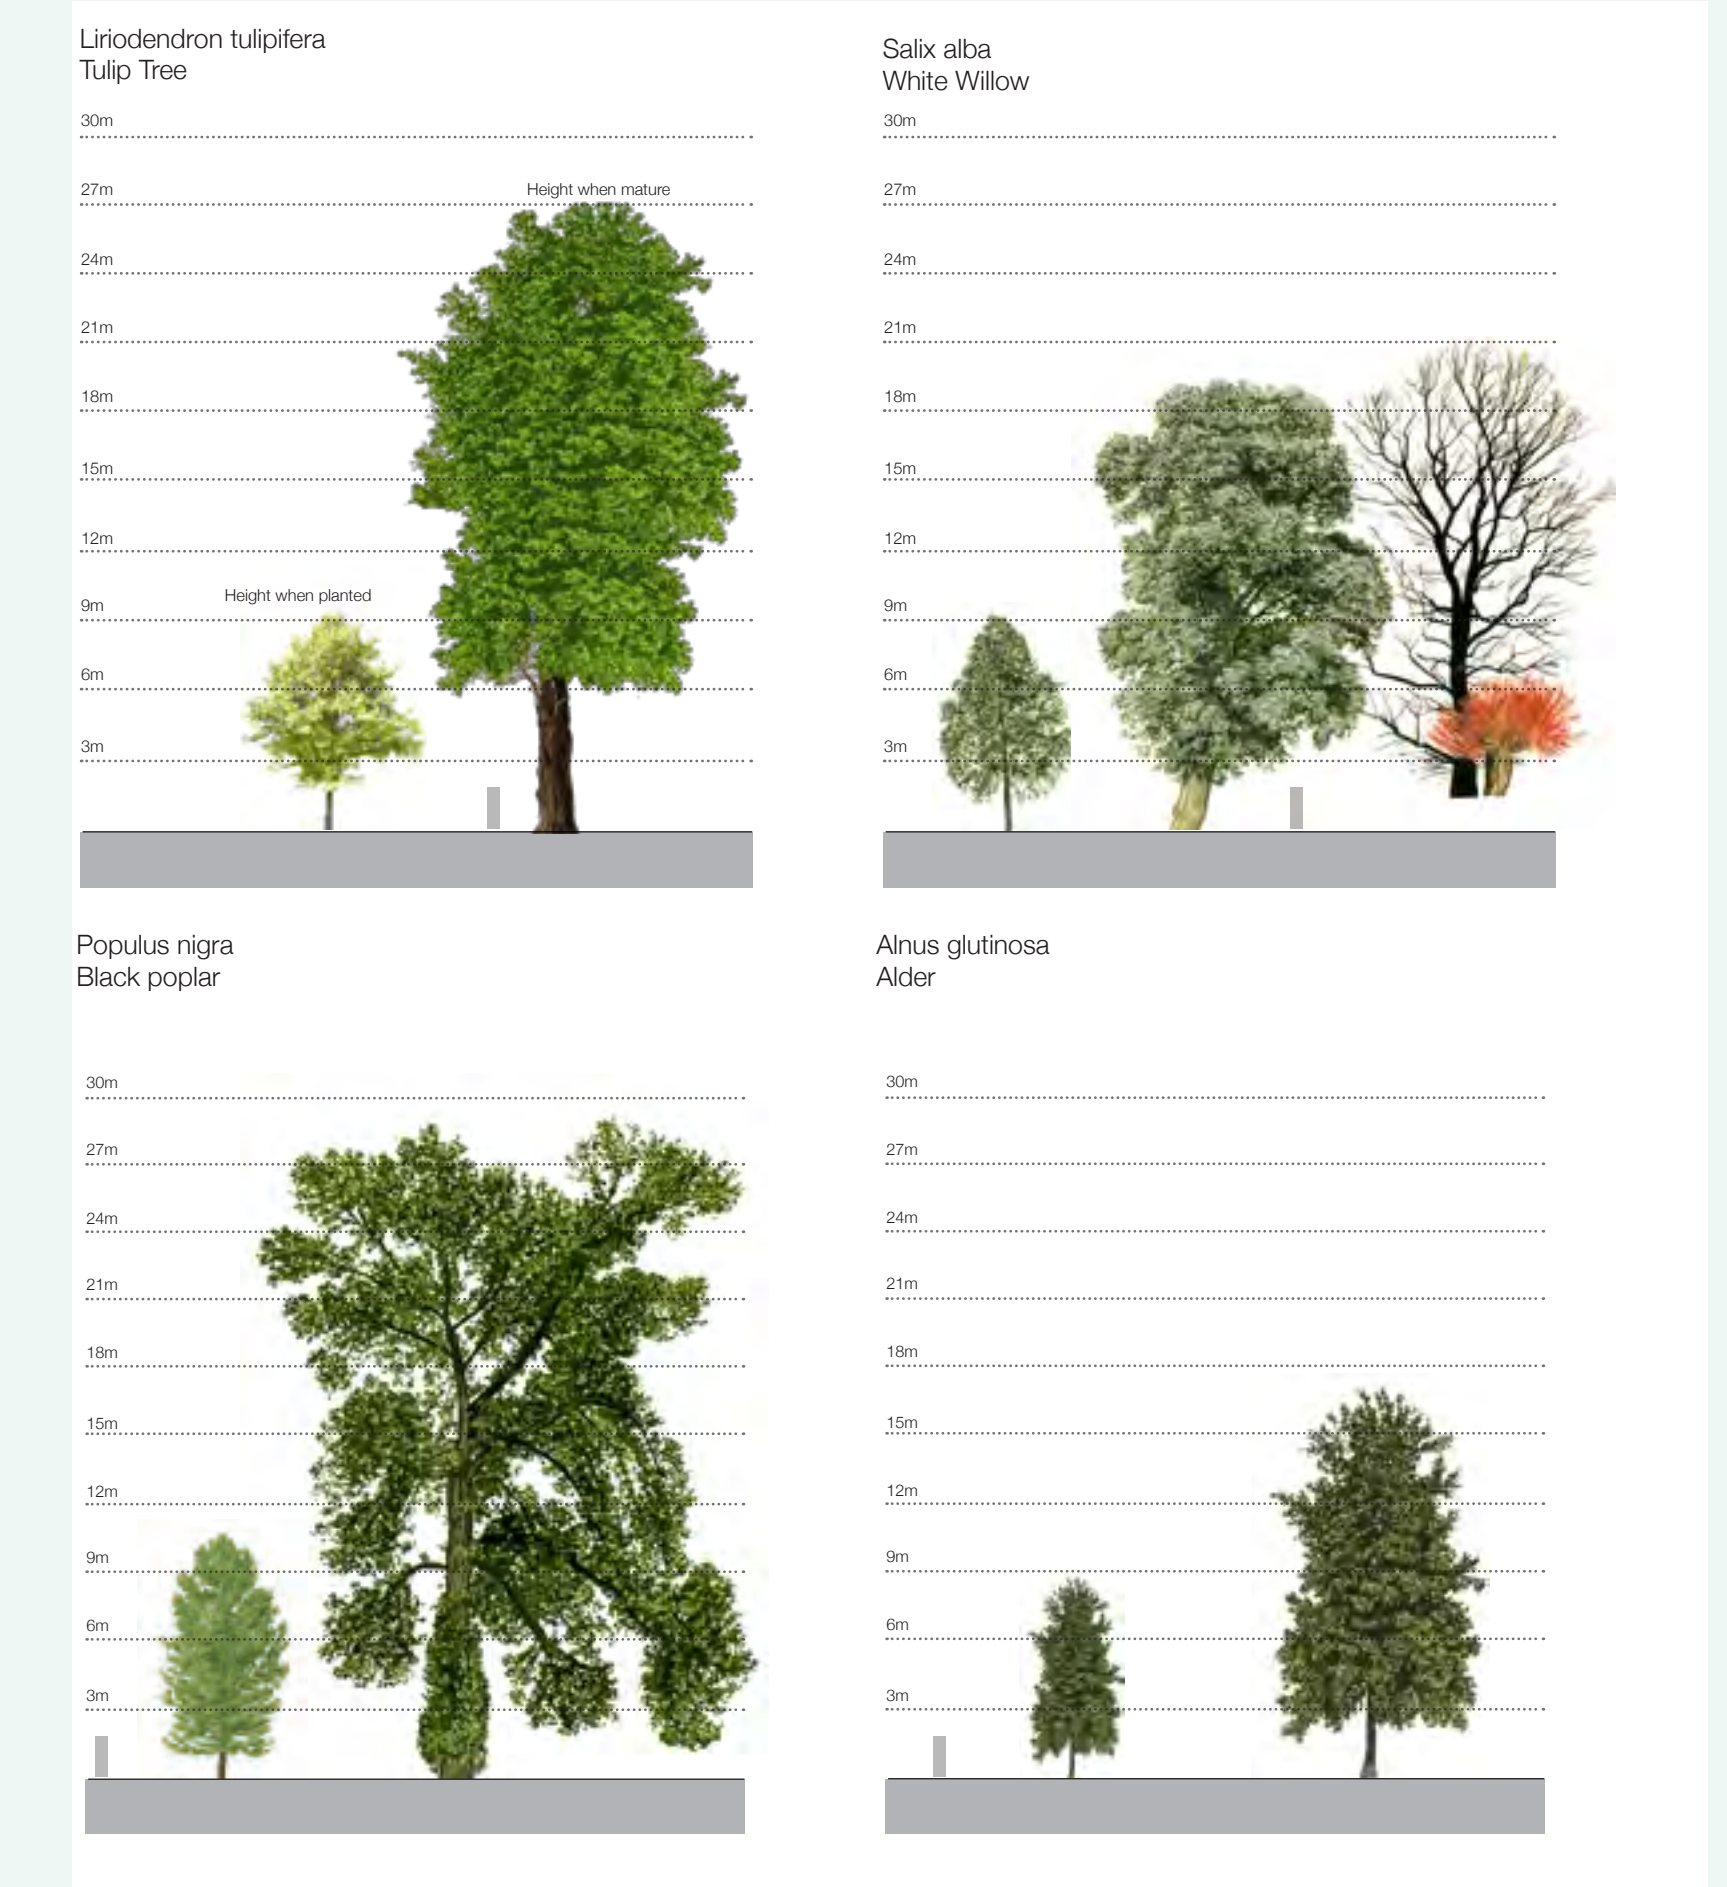 Liriodendron tulipifera
Tulip Tree
30m
27m
Height when mature
24m
21m
18m
15m
12m
Height when planted
9m
6m
3m
Salix alba
White Willow
30m
27m
24m
21m
18m
15m
12m
9m
6m
3m
Populus nigra
Black poplar
30m
27m
24m
21m
18m
15m
12m
9m
6m
3m
Alnus glutinosa
Alder
30m
27m
24m
21m
18m
15m
12m
9m
6m
3m